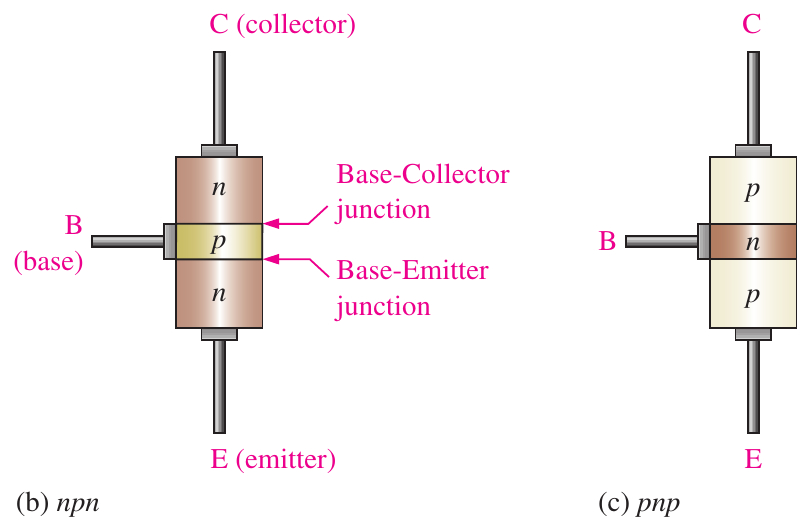 C (collector)
n
Base-Collector
junction
B
(base)
p
Base-Emitter
junction
n
E (emitter)
(b) npn
C
p
B
n
p
E
(c) pnp